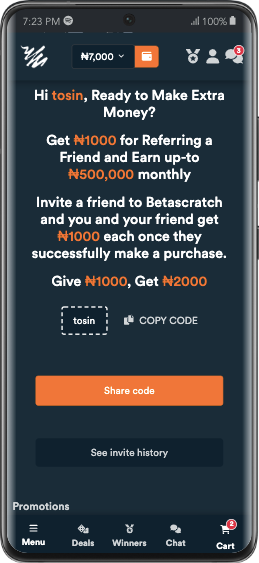 7:23 PM
100%
₦7,000
3
Hi tosin, Ready to Make Extra
Money?
Get ₦1000 for Referring a
Friend and Earn up-to
₦500,000 monthly
Invite a friend to Betascratch
and you and your friend get
₦1000 each once they
successfully make a purchase.
Give ₦1000, Get ₦2000
tosin COPY CODE
Share code
See invite history
Promotions
2
Menu Deals Winners Chat Cart